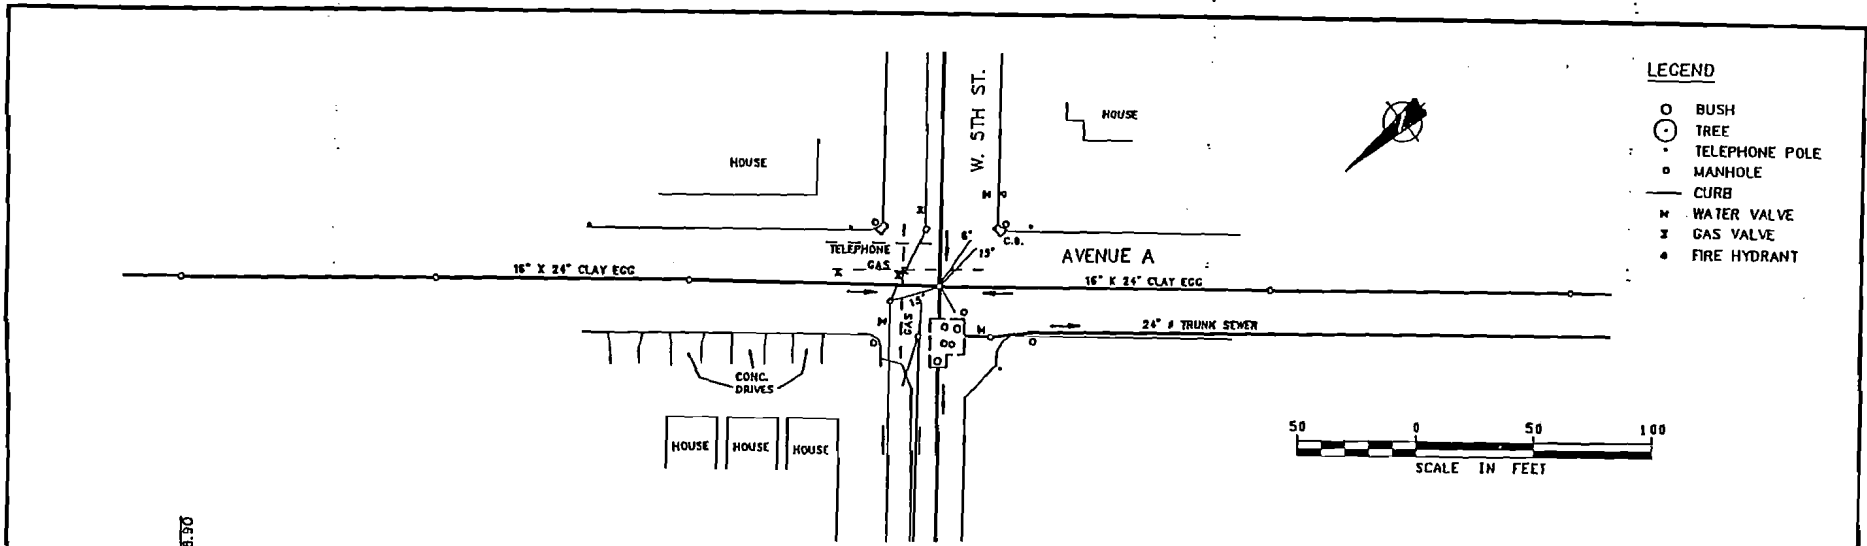 LEGEND
BUSH
TREE
TELEPHONE POLE
MANHOLE
CURB
WATER VALVE
GAS VALVE
FIRE HYDRANT
W. 5TH ST.
HOUSE
HOUSE
6"
15"
C.B.
TELEPHONE
GAS
AVENUE A
16" X 24" CLAY EGG
16" X 24" CLAY EGG
15"
GAS
24" ø TRUNK SEWER
CONC.
DRIVES
HOUSE
HOUSE
HOUSE
50 0 50 100
SCALE IN FEET